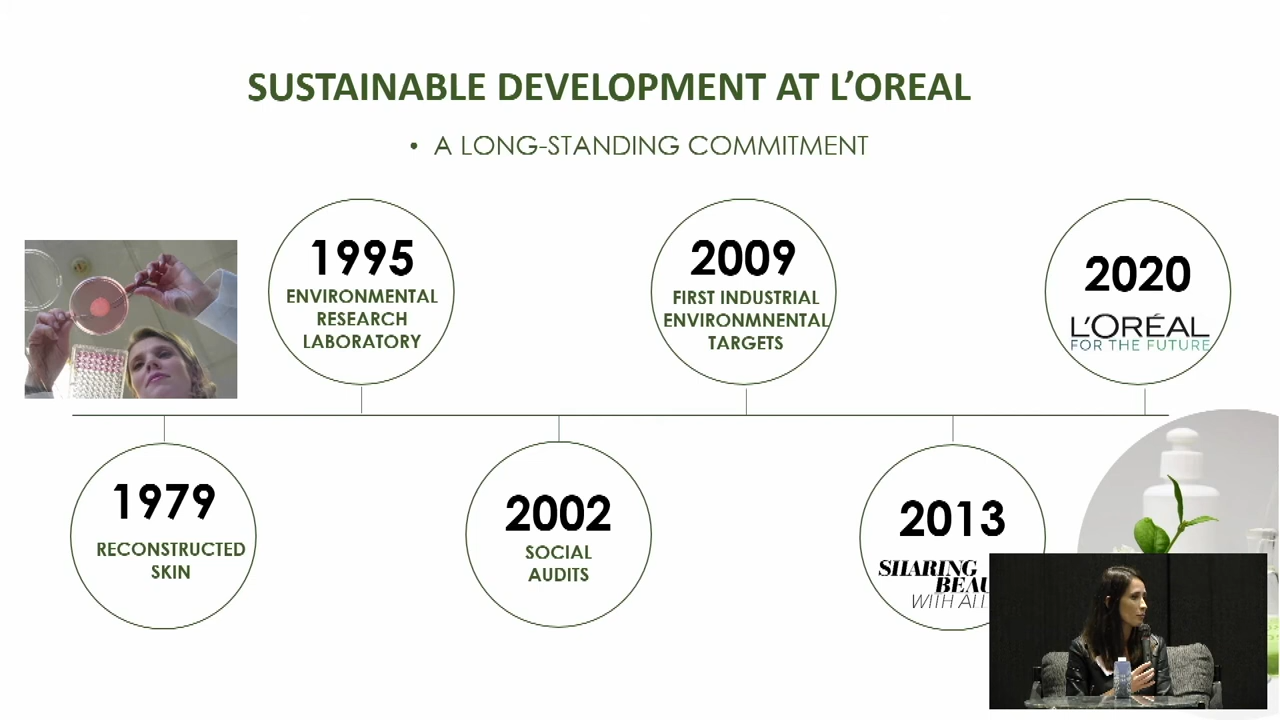 SUSTAINABLE DEVELOPMENT AT L'OREAL
• A LONG-STANDING COMMITMENT
1995
ENVIRONMENTAL
RESEARCH
LABORATORY
2009
FIRST INDUSTRIAL
ENVIRONMNENTAL
TARGETS
2020
L'ORÉAL
FOR THE FUTURE
1979
RECONSTRUCTED
SKIN
2002
SOCIAL
AUDITS
2013
SHARING
WITH